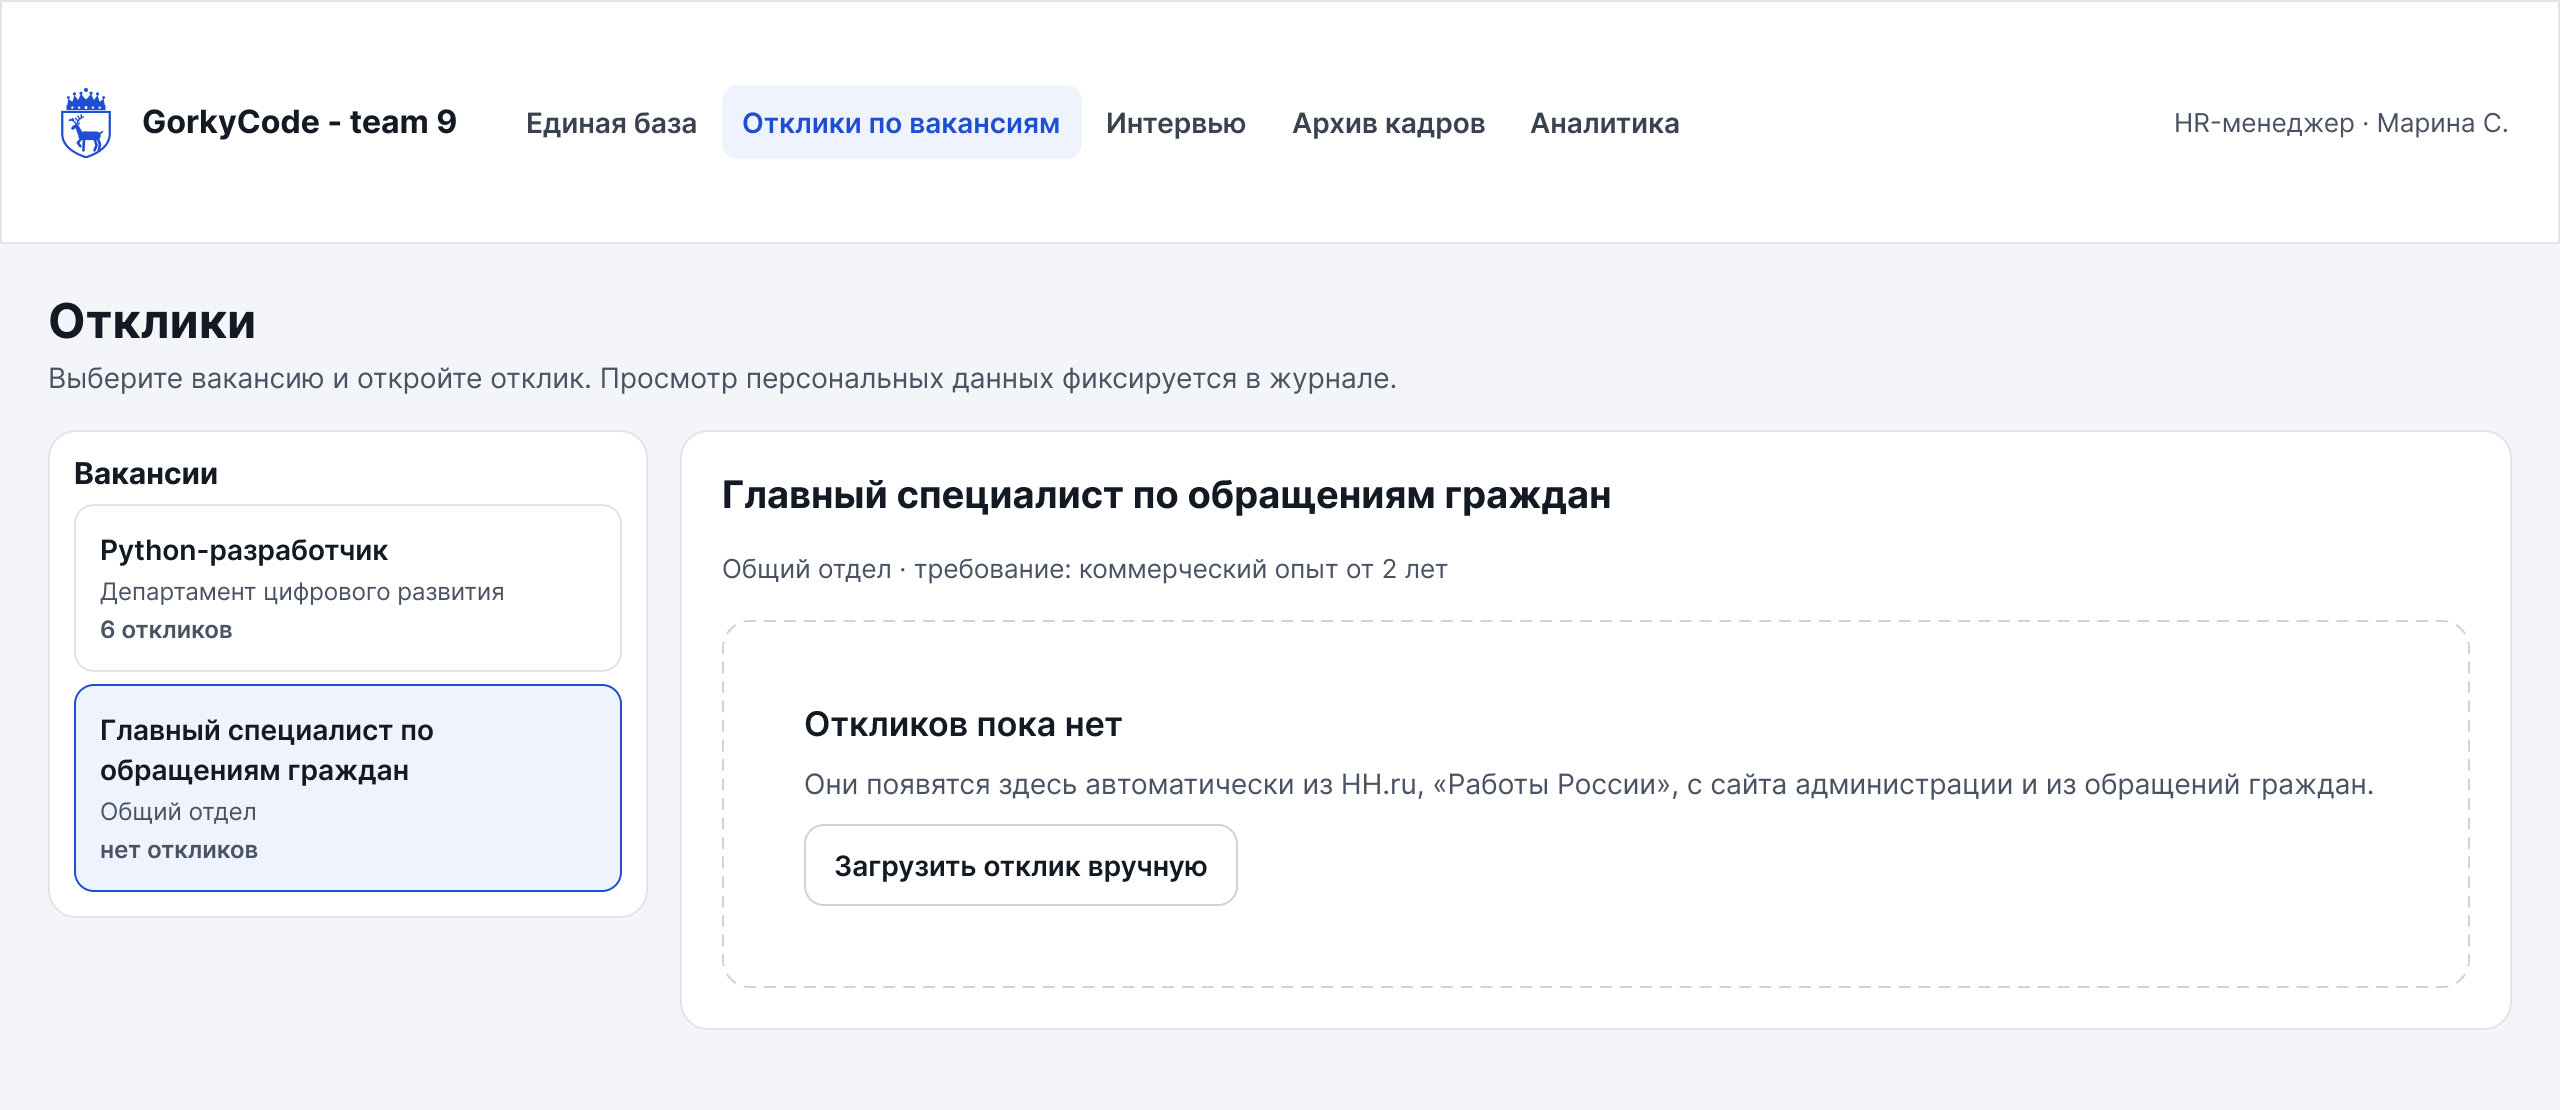 GorkyCode - team 9
Единая база
Отклики по вакансиям
Интервью
Архив кадров
Аналитика
HR-менеджер · Марина С.
Отклики
Выберите вакансию и откройте отклик. Просмотр персональных данных фиксируется в журнале.
Вакансии
Python-разработчик
Департамент цифрового развития
6 откликов
Главный специалист по
обращениям граждан
Общий отдел
нет откликов
Главный специалист по обращениям граждан
Общий отдел · требование: коммерческий опыт от 2 лет
Откликов пока нет
Они появятся здесь автоматически из HH.ru, «Работы России», с сайта администрации и из обращений граждан.
Загрузить отклик вручную